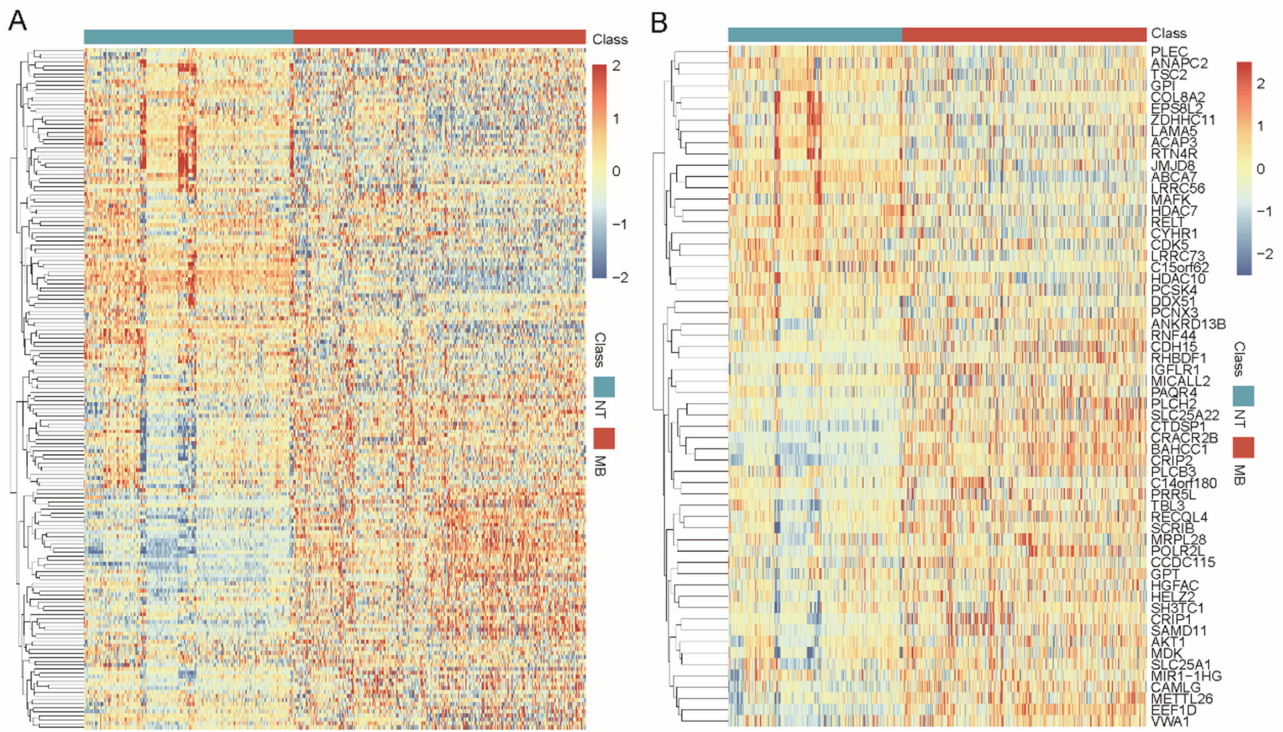 A
Class
2
1
0
−1
−2
Class
NT
MB
B
Class
PLEC
ANAPC2
TSC2
GPI
COL8A2
EPS8L2
ZDHHC11
LAMA5
ACAP3
RTN4R
JMJD8
ABCA7
LRRC56
MAFK
HDAC7
RELT
CYHR1
CDK5
LRRC73
C15orf62
HDAC10
PCSK4
DDX51
PCNX3
ANKRD13B
RNF44
CDH15
RHBDF1
IGFLR1
MICALL2
PAQR4
PLCH2
SLC25A22
CTDSP1
CRACR2B
BAHCC1
CRIP2
PLCB3
C14orf180
PRR5L
TBL3
RECQL4
SCRIB
MRPL28
POLR2L
CCDC115
GPT
HGFAC
HELZ2
SH3TC1
CRIP1
SAMD11
AKT1
MDK
SLC25A1
MIR1−1HG
CAMLG
METTL26
EEF1D
VWA1
2
1
0
−1
−2
Class
NT
MB